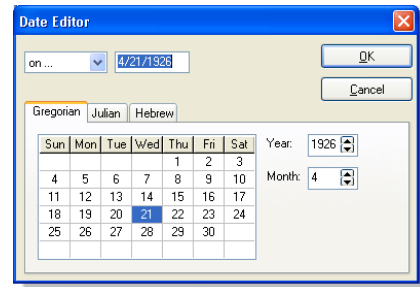 Date Editor
on ... 4/21/1926
OK
Cancel
Gregorian Julian Hebrew
Sun Mon Tue Wed Thu Fri Sat
1 2 3
4 5 6 7 8 9 10
11 12 13 14 15 16 17
18 19 20 21 22 23 24
25 26 27 28 29 30
Year: 1926
Month: 4